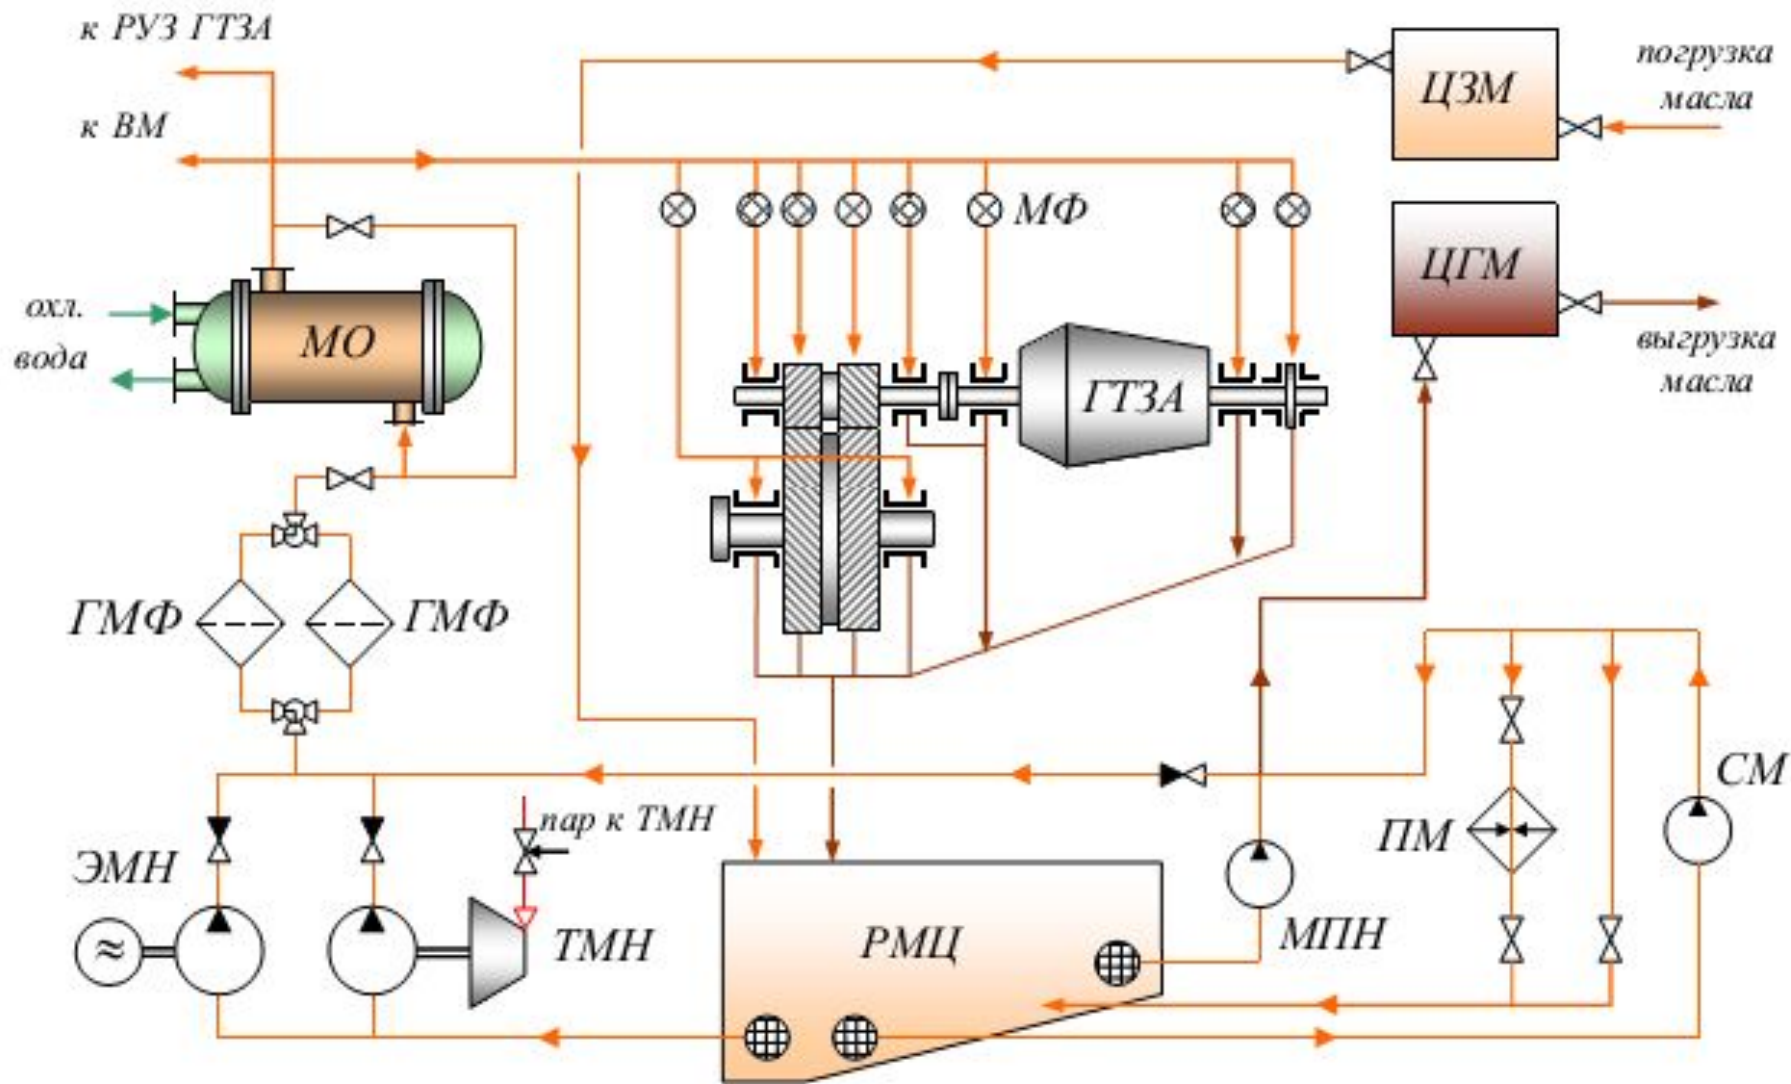 к РУЗ ГТЗА
к ВМ
ЦЗМ
погрузка
масла
МФ
ЦГМ
выгрузка
масла
охл.
вода
МО
ГТЗА
ГМФ
ГМФ
СМ
пар к ТМН
ПМ
ЭМН
ТМН
РМЦ
МПН